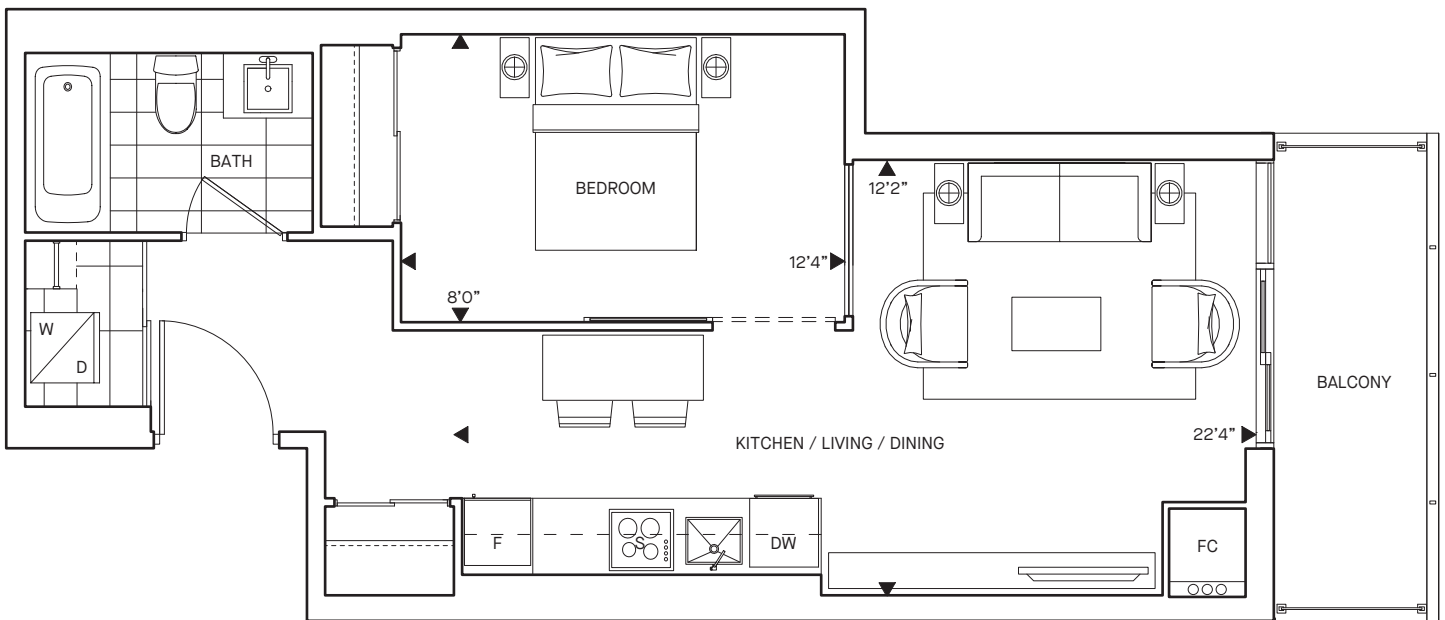 BATH
BEDROOM
12'2"
12'4"
8'0"
W
D
BALCONY
22'4"
KITCHEN / LIVING / DINING
F
S
DW
FC